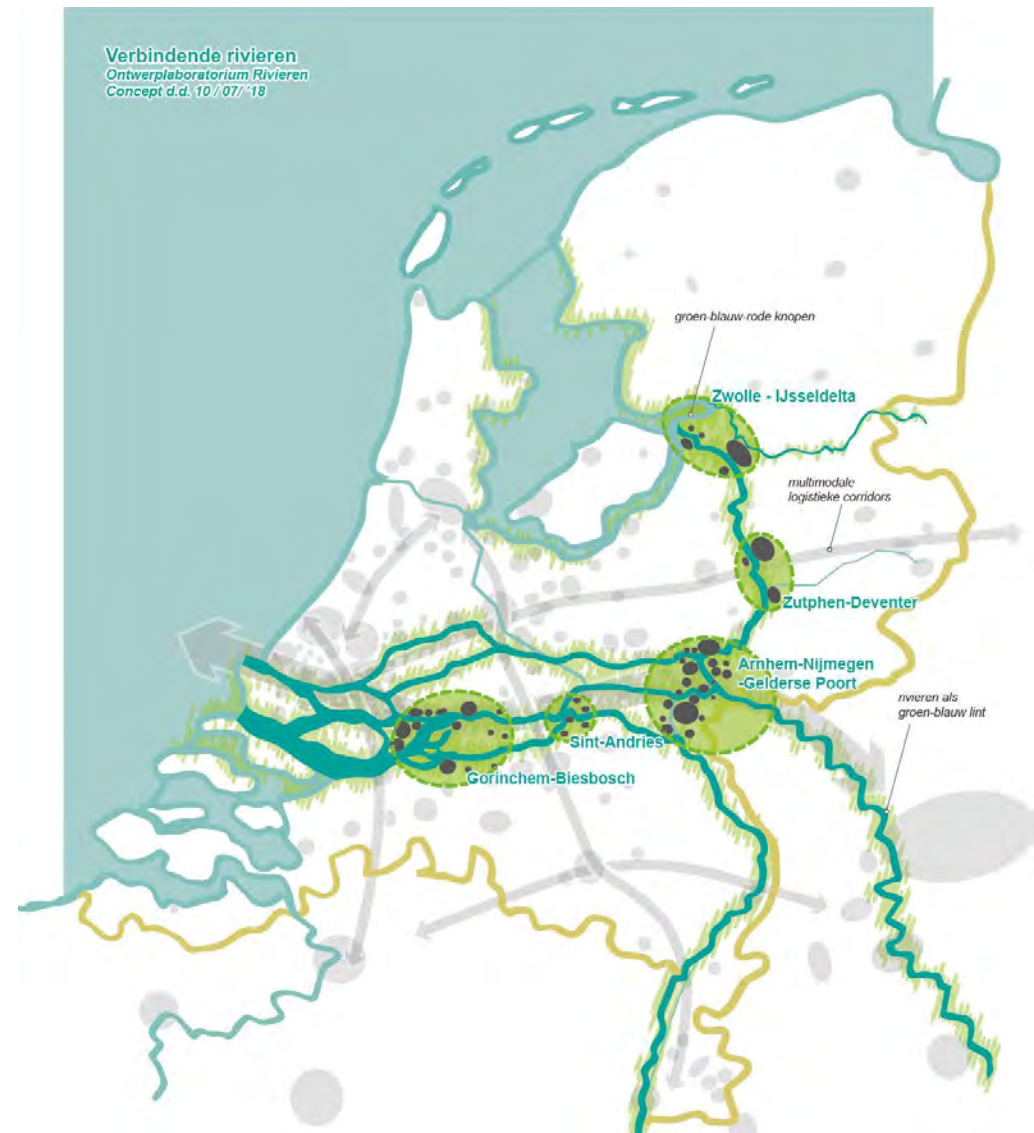 Verbindende rivieren
Ontwerplaboratorium Rivieren
Concept d.d. 10 / 07/ '18
groen-blauw-rode knopen
Zwolle - IJsseldelta
multimodale
logistieke corridors
Zutphen-Deventer
Arnhem-Nijmegen
-Gelderse Poort
rivieren als
groen-blauw lint
Sint-Andries
Gorinchem-Biesbosch